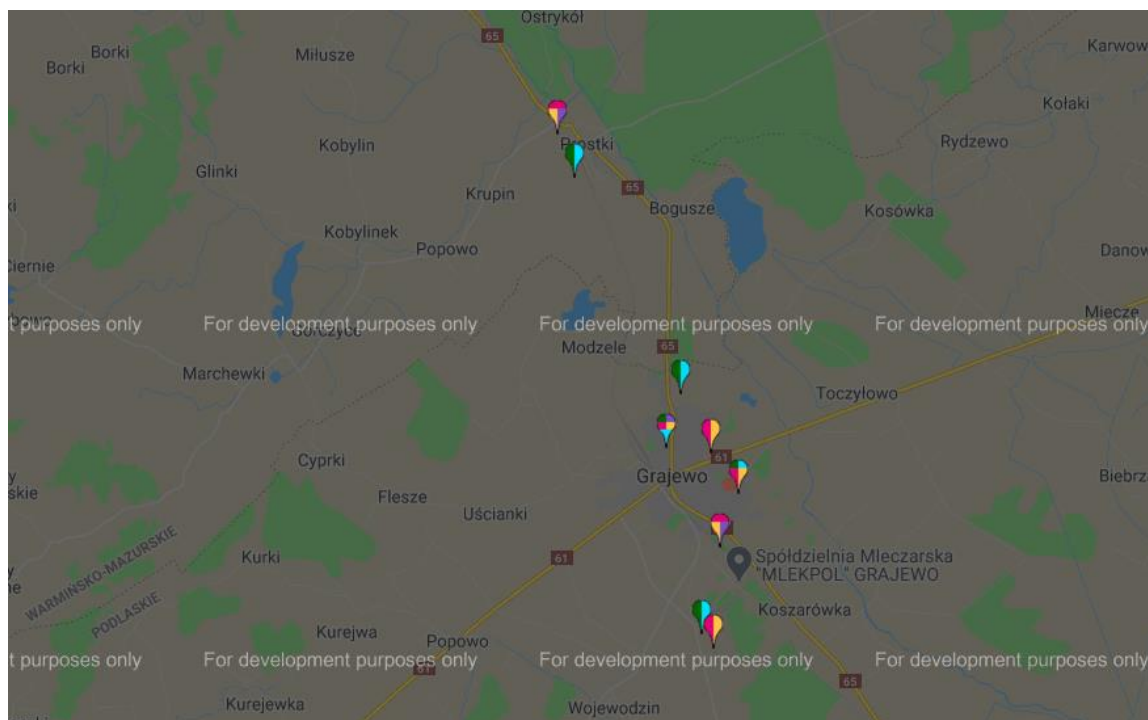 Ostrykół
65
Borki
Borki
Miłusze
Karwow
Kołaki
Prostki
Rydzewo
Kobylin
Glinki
65
Krupin
Bogusze
Kosówka
Kobylinek
Popowo
Danow
Ciernie
Miecze
For development purposes only
For development purposes only
For development purposes only
t purposes only
Gorczyce
Modzele
65
Marchewki
Toczyłowo
61
Cyprki
Grajewo
Flesze
Biebrz
Uścianki
Kurki
61
Spółdzielnia Mleczarska
"MLEKPOL" GRAJEWO
WARMIŃSKO-MAZURSKIE
PODLASKIE
Koszarówka
Kurejwa
Popowo
t purposes only
For development purposes only
For development purposes only
For development purposes only
61
65
Kurejewka
Wojewodzin